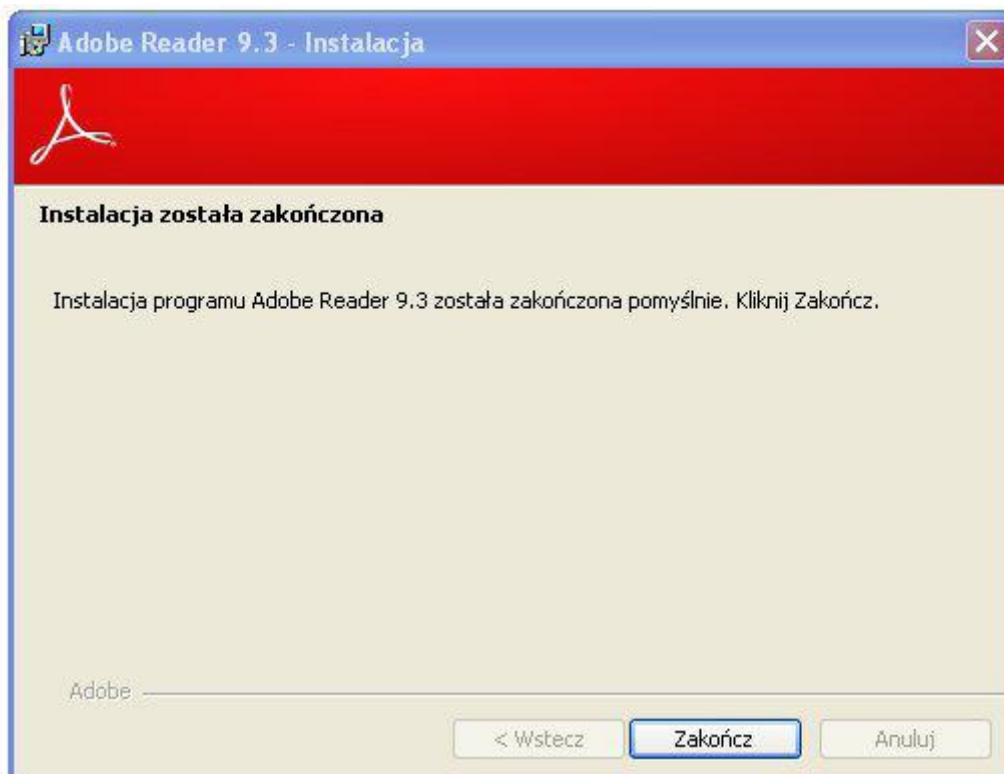 Adobe Reader 9.3 - Instalacja
Instalacja została zakończona
Instalacja programu Adobe Reader 9.3 została zakończona pomyślnie. Kliknij Zakończ.
Adobe
< Wstecz
Zakończ
Anuluj